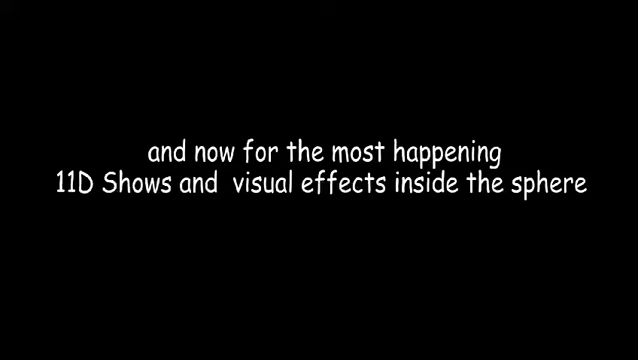 and now for the most happening
11D Shows and  visual effects inside the sphere